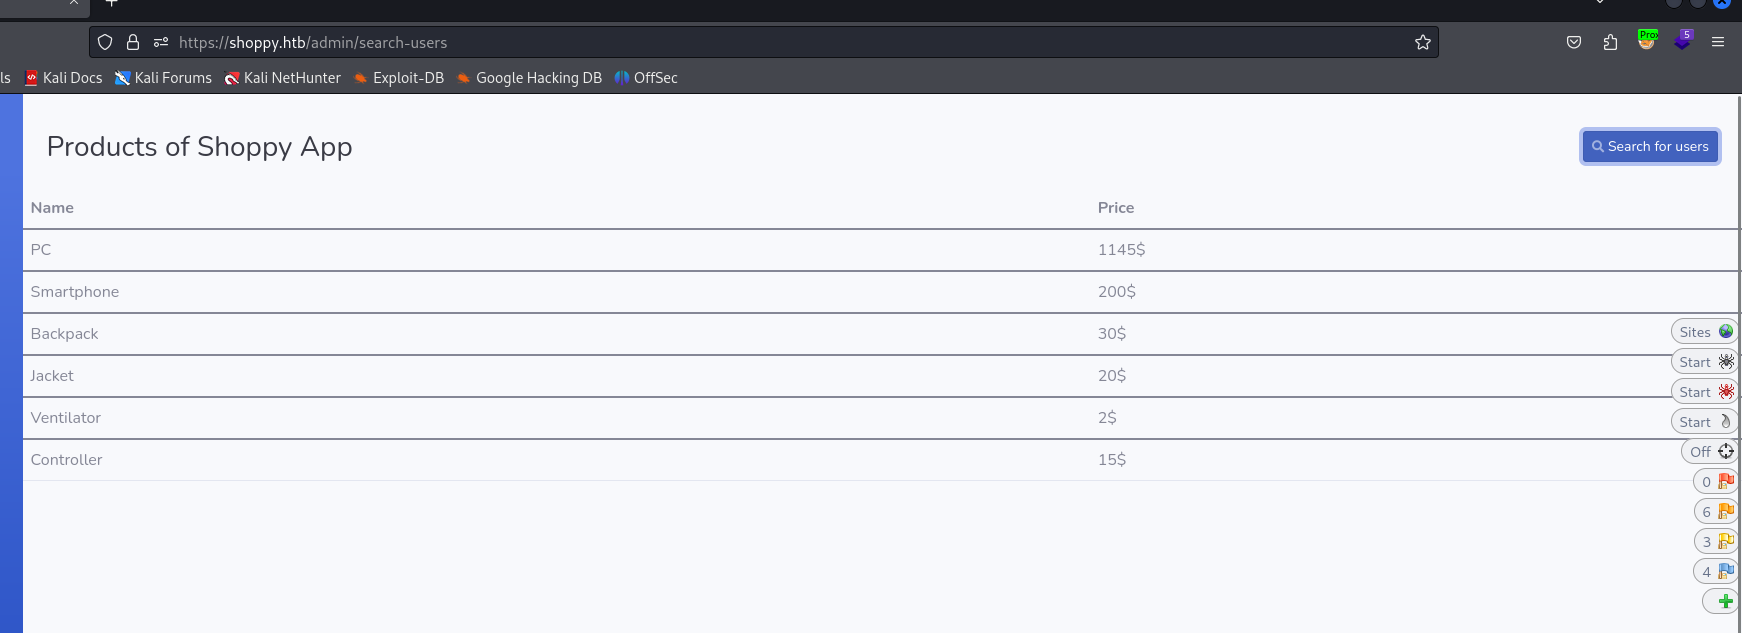 https://shoppy.htb/admin/search-users
Pro
5
ls Kali Docs Kali Forums Kali NetHunter Exploit-DB Google Hacking DB OffSec
Products of Shoppy App
Search for users
Name Price
PC 1145$
Smartphone 200$
Backpack 30$
Sites
Start
Jacket 20$
Start
Ventilator 2$
Start
Controller 15$
Off
0
6
3
4